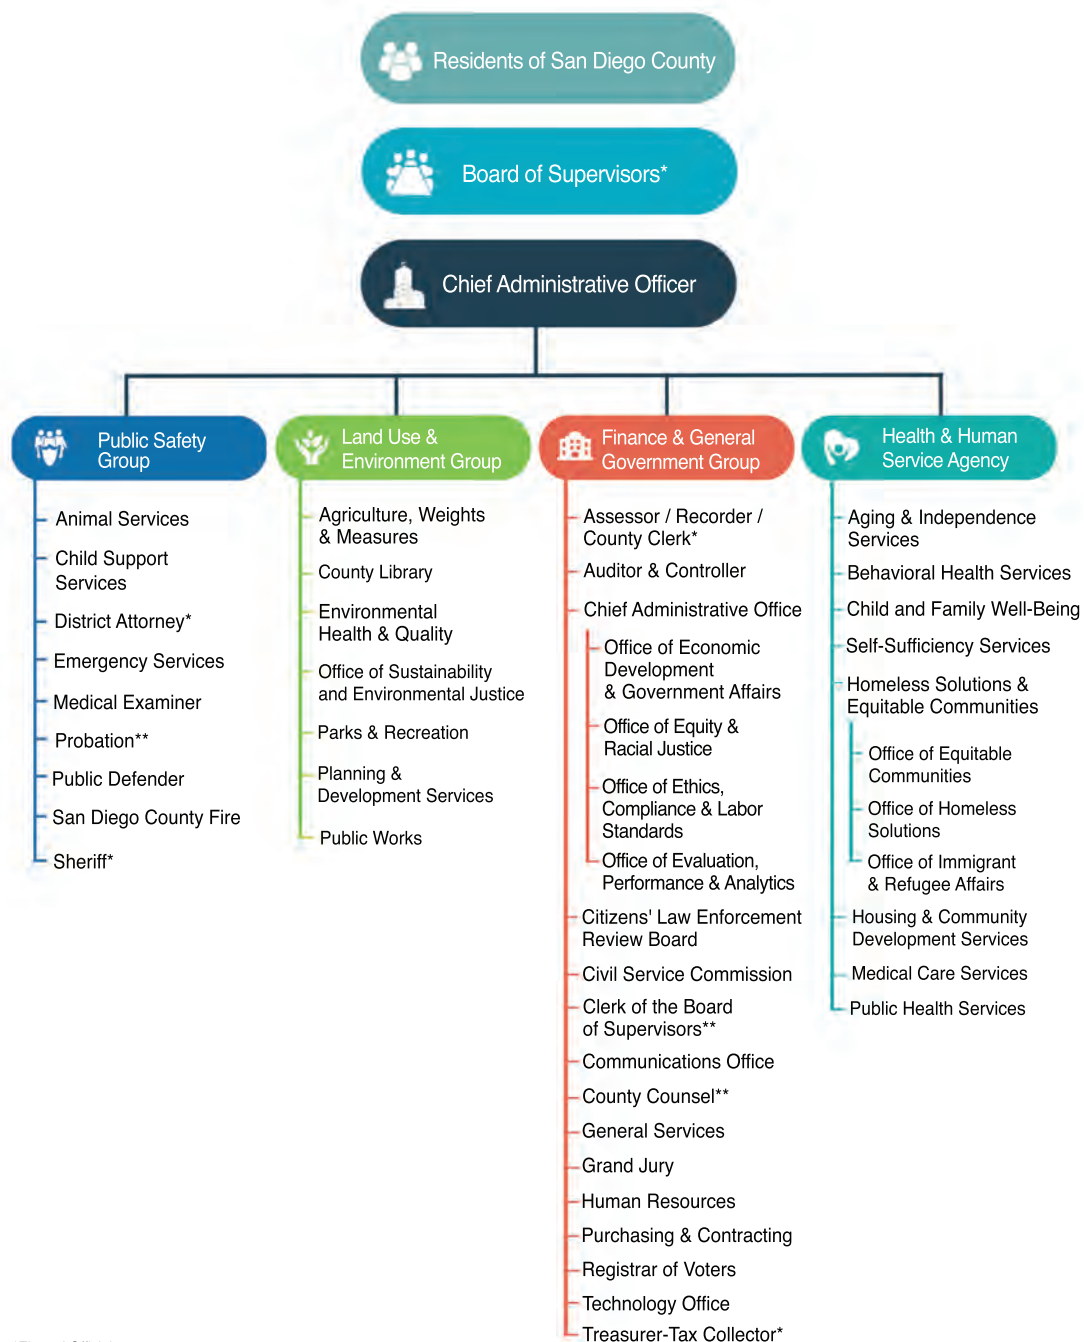 Residents of San Diego County
Board of Supervisors*
Chief Administrative Officer
Public Safety
Group
Animal Services
Child Support
Services
District Attorney*
Emergency Services
Medical Examiner
Probation**
Public Defender
San Diego County Fire
Sheriff*
Land Use &
Environment Group
Agriculture, Weights
& Measures
County Library
Environmental
Health & Quality
Office of Sustainability
and Environmental Justice
Parks & Recreation
Planning &
Development Services
Public Works
Finance & General
Government Group
Assessor / Recorder /
County Clerk*
Auditor & Controller
Chief Administrative Office
Office of Economic
Development
& Government Affairs
Office of Equity &
Racial Justice
Office of Ethics,
Compliance & Labor
Standards
Office of Evaluation,
Performance & Analytics
Citizens' Law Enforcement
Review Board
Civil Service Commission
Clerk of the Board
of Supervisors**
Communications Office
County Counsel**
General Services
Grand Jury
Human Resources
Purchasing & Contracting
Registrar of Voters
Technology Office
Treasurer-Tax Collector*
Health & Human
Service Agency
Aging & Independence
Services
Behavioral Health Services
Child and Family Well-Being
Self-Sufficiency Services
Homeless Solutions &
Equitable Communities
Office of Equitable
Communities
Office of Homeless
Solutions
Office of Immigrant
& Refugee Affairs
Housing & Community
Development Services
Medical Care Services
Public Health Services